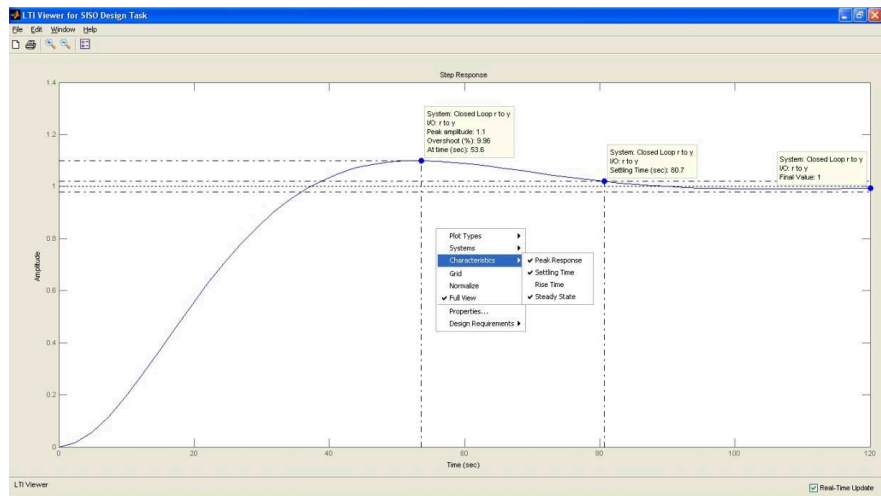 LTI Viewer for SISO Design Task
File Edit Window Help
Step Response
1.4
1.2
1
0.8
0.6
0.4
0.2
0
Amplitude
System: Closed Loop r to y
I/O: r to y
Peak amplitude: 1.1
Overshoot (%): 9.96
At time (sec): 53.6
System: Closed Loop r to y
I/O: r to y
Settling Time (sec): 80.7
System: Closed Loop r to y
I/O: r to y
Final Value: 1
Plot Types
Systems
Characteristics
Grid
Normalize
Full View
Properties...
Design Requirements
Peak Response
Settling Time
Rise Time
Steady State
0 20 40 60 80 100 120
Time (sec)
LTI Viewer
Real-Time Update